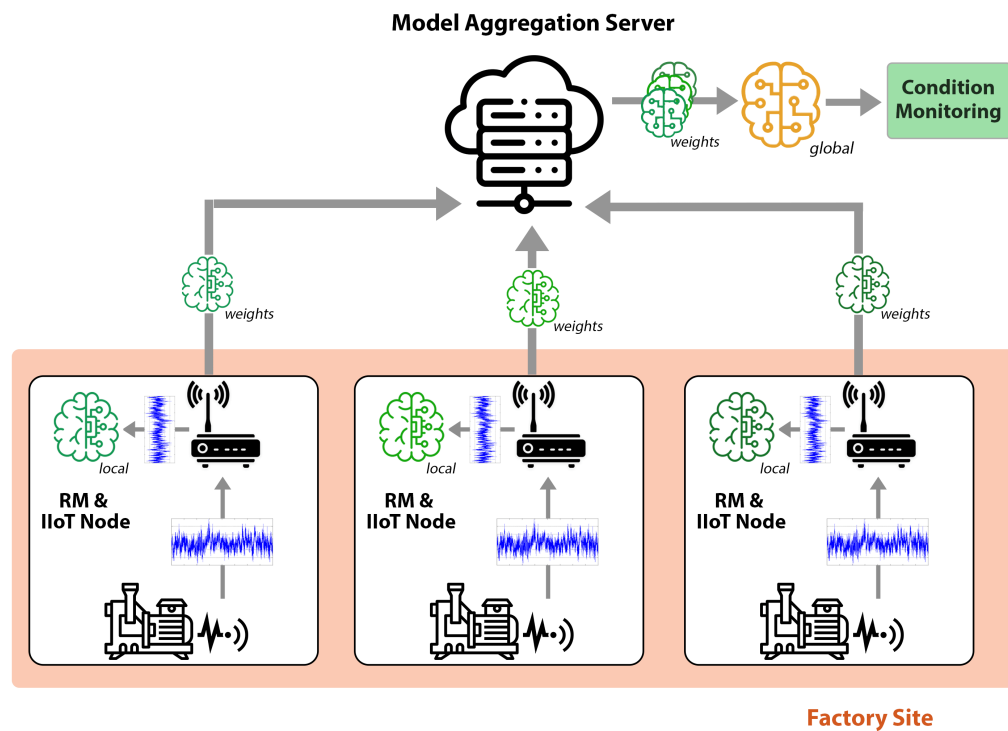 Model Aggregation Server
weights
global
Condition
Monitoring
weights
weights
weights
local
RM &
IIoT Node
local
RM &
IIoT Node
local
RM &
IIoT Node
Factory Site